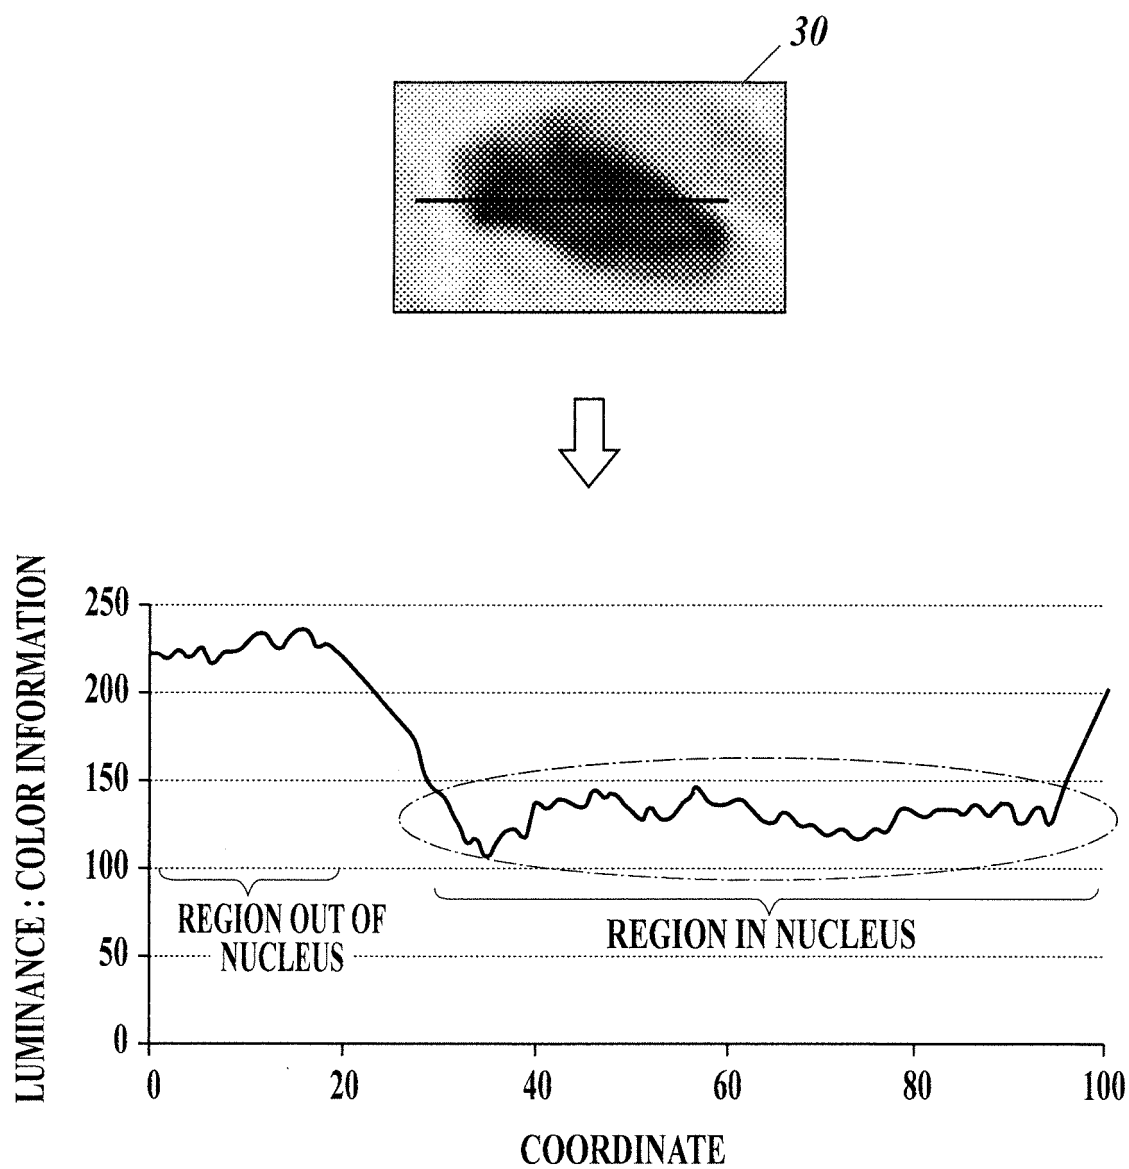 30
LUMINANCE : COLOR INFORMATION
250
200
150
100
50
0
REGION OUT OF
NUCLEUS
REGION IN NUCLEUS
0 20 40 60 80 100
COORDINATE